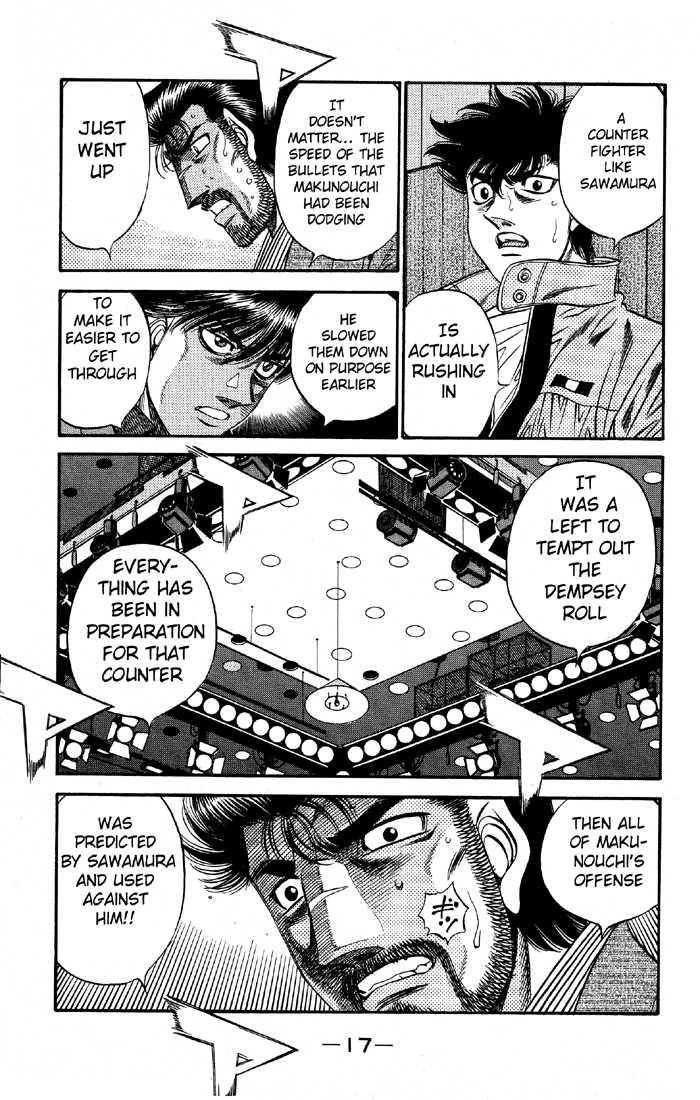 A
COUNTER
FIGHTER
LIKE
SAWAMURA
IS
ACTUALLY
RUSHING
IN
IT
DOESN'T
MATTER... THE
SPEED OF THE
BULLETS THAT
MAKUNOUCHI
HAD BEEN
DODGING
JUST
WENT
UP
HE
SLOWED
THEM DOWN
ON PURPOSE
EARLIER
TO
MAKE IT
EASIER TO
GET
THROUGH
IT
WAS A
LEFT TO
TEMPT OUT
THE
DEMPSEY
ROLL
EVERY-
THING HAS
BEEN IN
PREPARATION
FOR THAT
COUNTER
THEN ALL
OF MAKU-
NOUCHI'S
OFFENSE
WAS
PREDICTED
BY SAWAMURA
AND USED
AGAINST
HIM!!
—17—